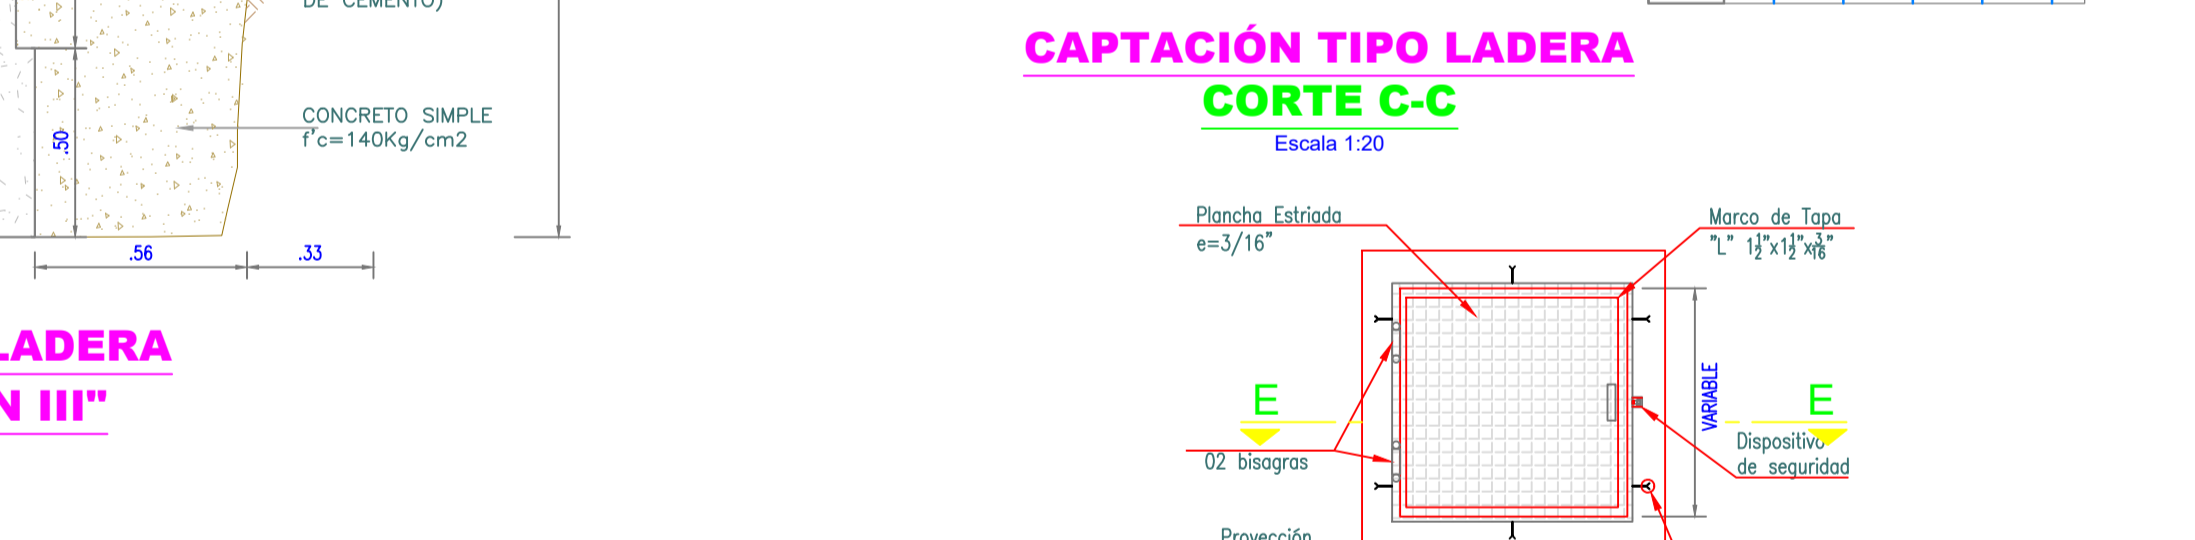 DE CEMENTO)
CONCRETO SIMPLE
f'c=140Kg/cm2
.50
.56
.33
LADERA
N III"
CAPTACIÓN TIPO LADERA
CORTE C-C
Escala 1:20
Plancha Estriada
e=3/16"
Marco de Tapa
"L" 1½"x1½"x3/16"
VARIABLE
E
E
Dispositivo
de seguridad
02 bisagras
Proyección